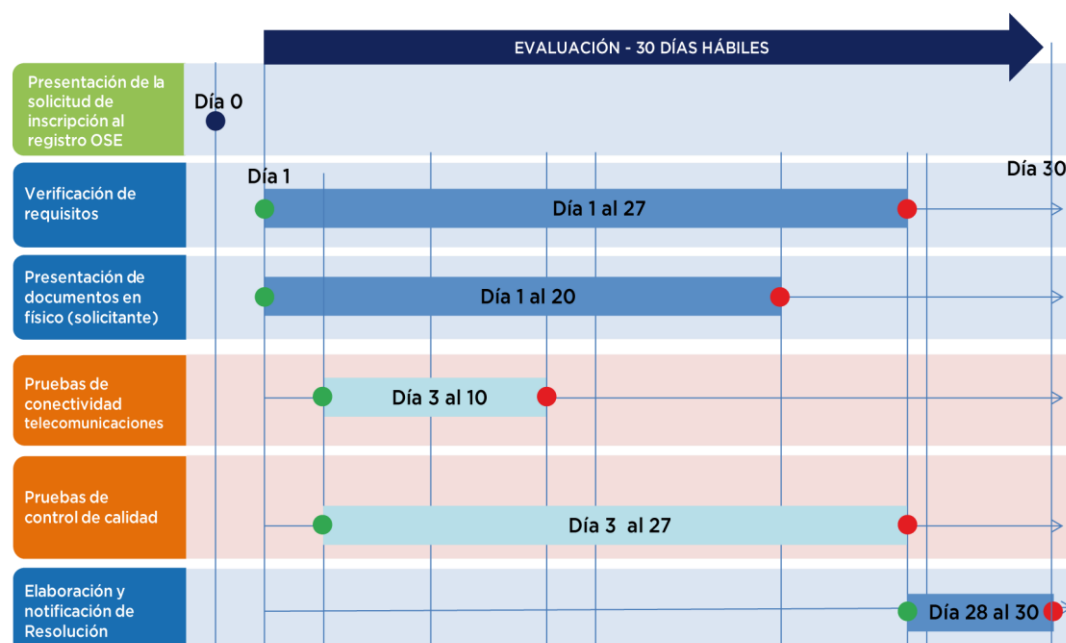 EVALUACIÓN - 30 DÍAS HÁBILES
Presentación de la
solicitud de
inscripción al
registro OSE
Día 0
Verificación de
requisitos
Día 1
Día 1 al 27
Día 30
Presentación de
documentos en
físico (solicitante)
Día 1 al 20
Pruebas de
conectividad
telecomunicaciones
Día 3 al 10
Pruebas de
control de calidad
Día 3 al 27
Elaboración y
notificación de
Resolución
Día 28 al 30